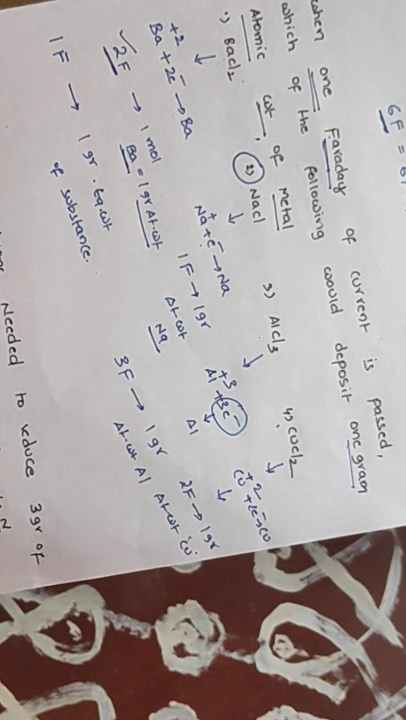 6F =
when one Faraday of current is passed,
which of the following would deposit one gram
Atomic wt of metal
1) BaCl2 2) NaCl 3) AlCl3 4) CuCl2
Ba+2 + 2e- → Ba
Na+ + e- → Na
Al+3 + 3e-
Al
Cu+2 + 2e- → Cu
√2F → 1 mol
Ba = 1gr At.wt
1F → 1gr
At.wt
Na
3F → 1gr
At.wt Al
2F → 1gr
At.wt 'Cu'
1F → 1 gr. Eq.wt
of substance.
Needed to reduce 3gr of